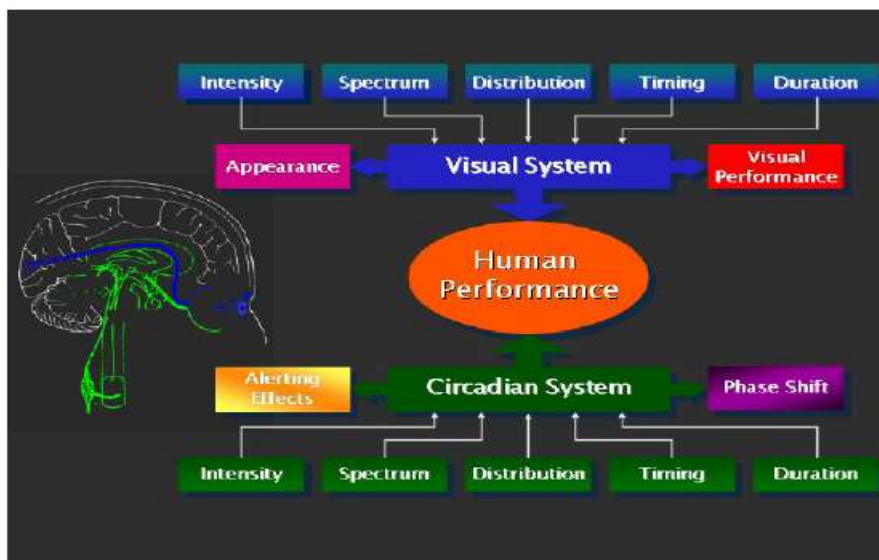 Intensity
Spectrum
Distribution
Timing
Duration
Appearance
Visual System
Visual
Performance
Human
Performance
Alerting
Effects
Circadian System
Phase Shift
Intensity
Spectrum
Distribution
Timing
Duration